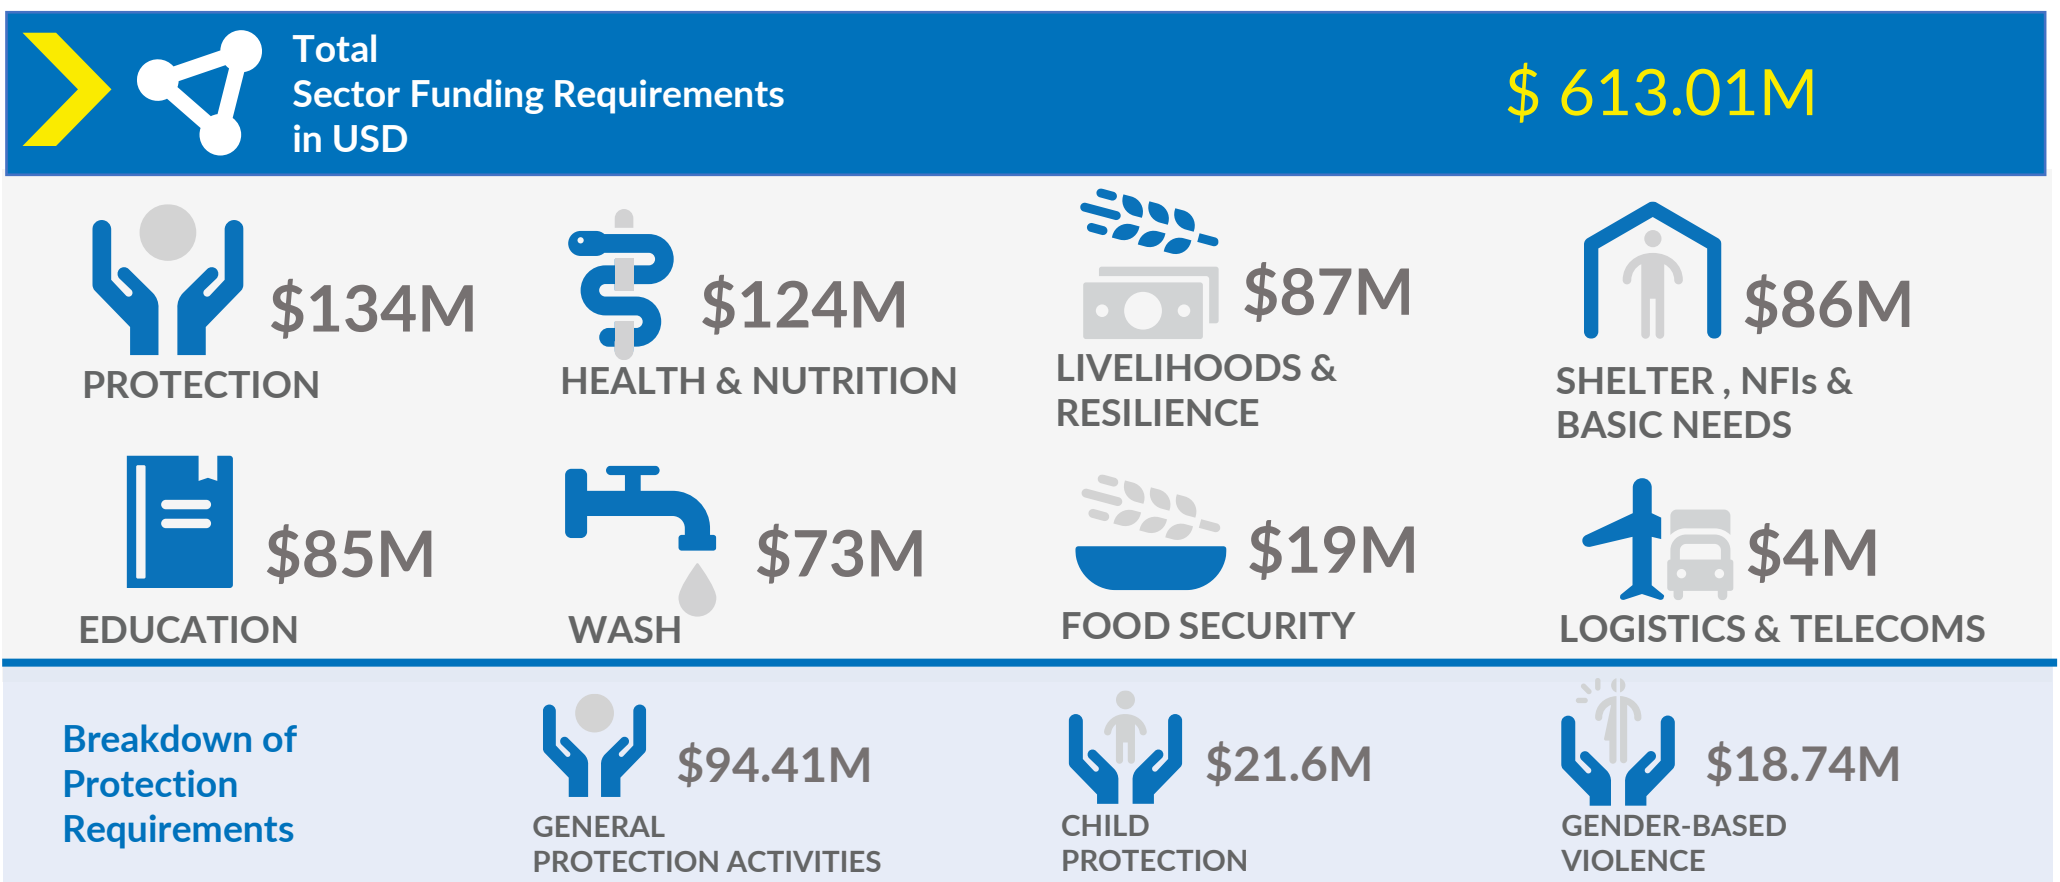 Total
Sector Funding Requirements
in USD
$ 613.01M
$134M
PROTECTION
$124M
HEALTH & NUTRITION
$87M
LIVELIHOODS &
RESILIENCE
$86M
SHELTER , NFIs &
BASIC NEEDS
$85M
EDUCATION
$73M
WASH
$19M
FOOD SECURITY
$4M
LOGISTICS & TELECOMS
Breakdown of
Protection
Requirements
$94.41M
GENERAL
PROTECTION ACTIVITIES
$21.6M
CHILD
PROTECTION
$18.74M
GENDER-BASED
VIOLENCE